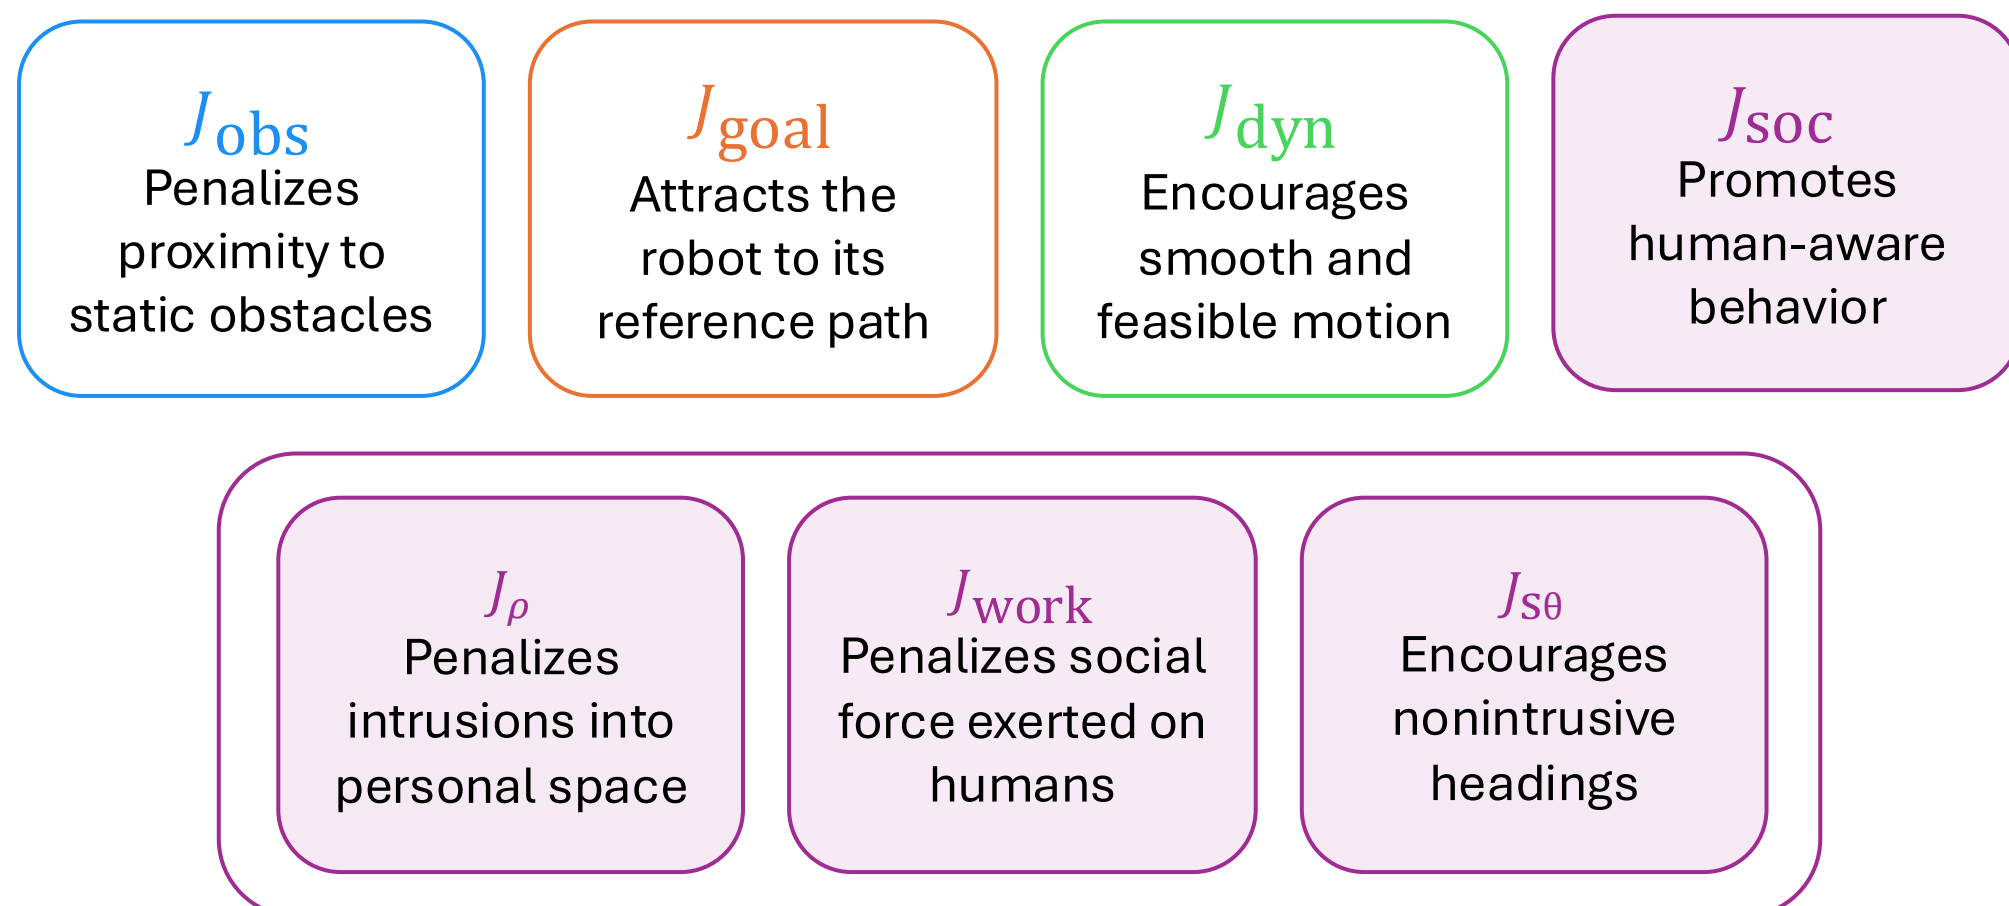 J_obs
Penalizes
proximity to
static obstacles
J_goal
Attracts the
robot to its
reference path
J_dyn
Encourages
smooth and
feasible motion
J_soc
Promotes
human-aware
behavior
J_ρ
Penalizes
intrusions into
personal space
J_work
Penalizes social
force exerted on
humans
J_sθ
Encourages
nonintrusive
headings